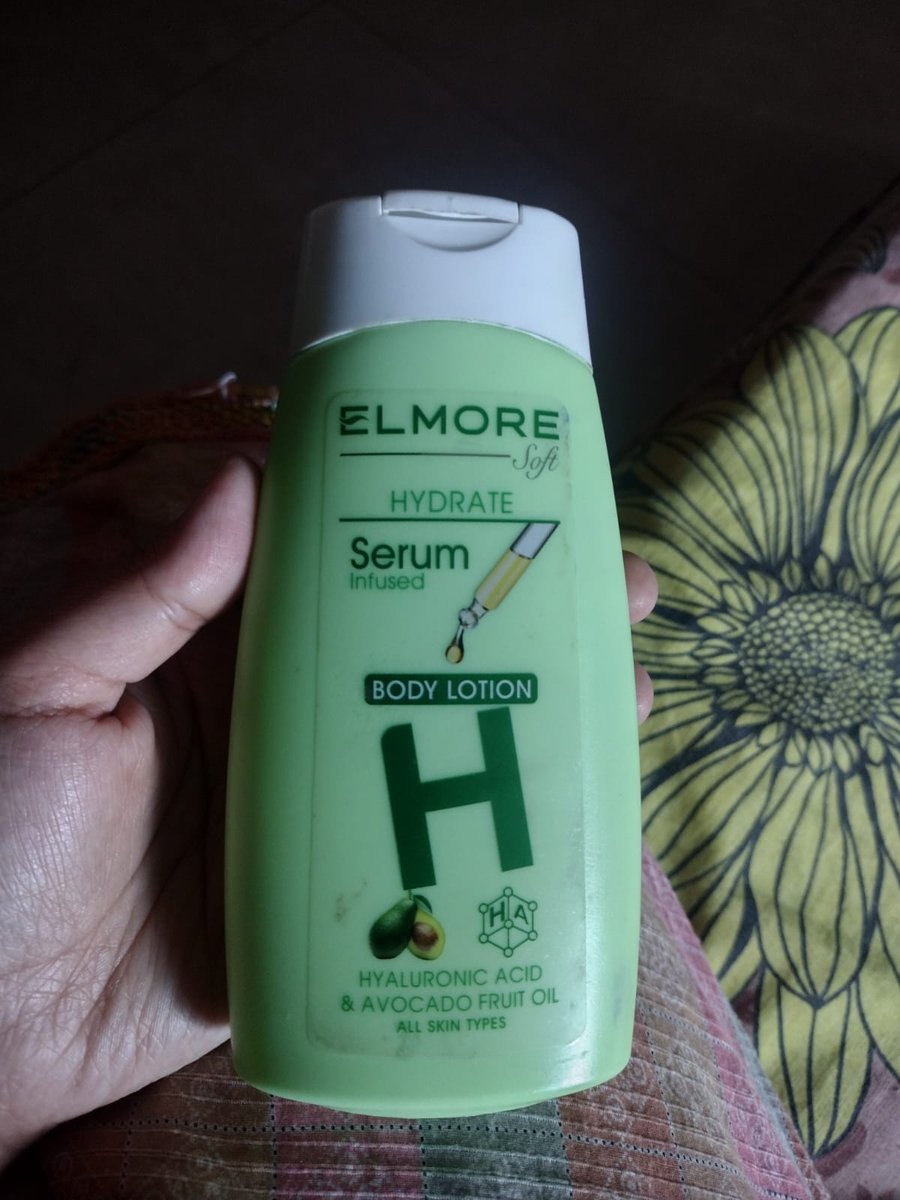 ELMORE
Soft
HYDRATE
Serum
Infused
BODY LOTION
H
HA
HYALURONIC ACID
& AVOCADO FRUIT OIL
ALL SKIN TYPES